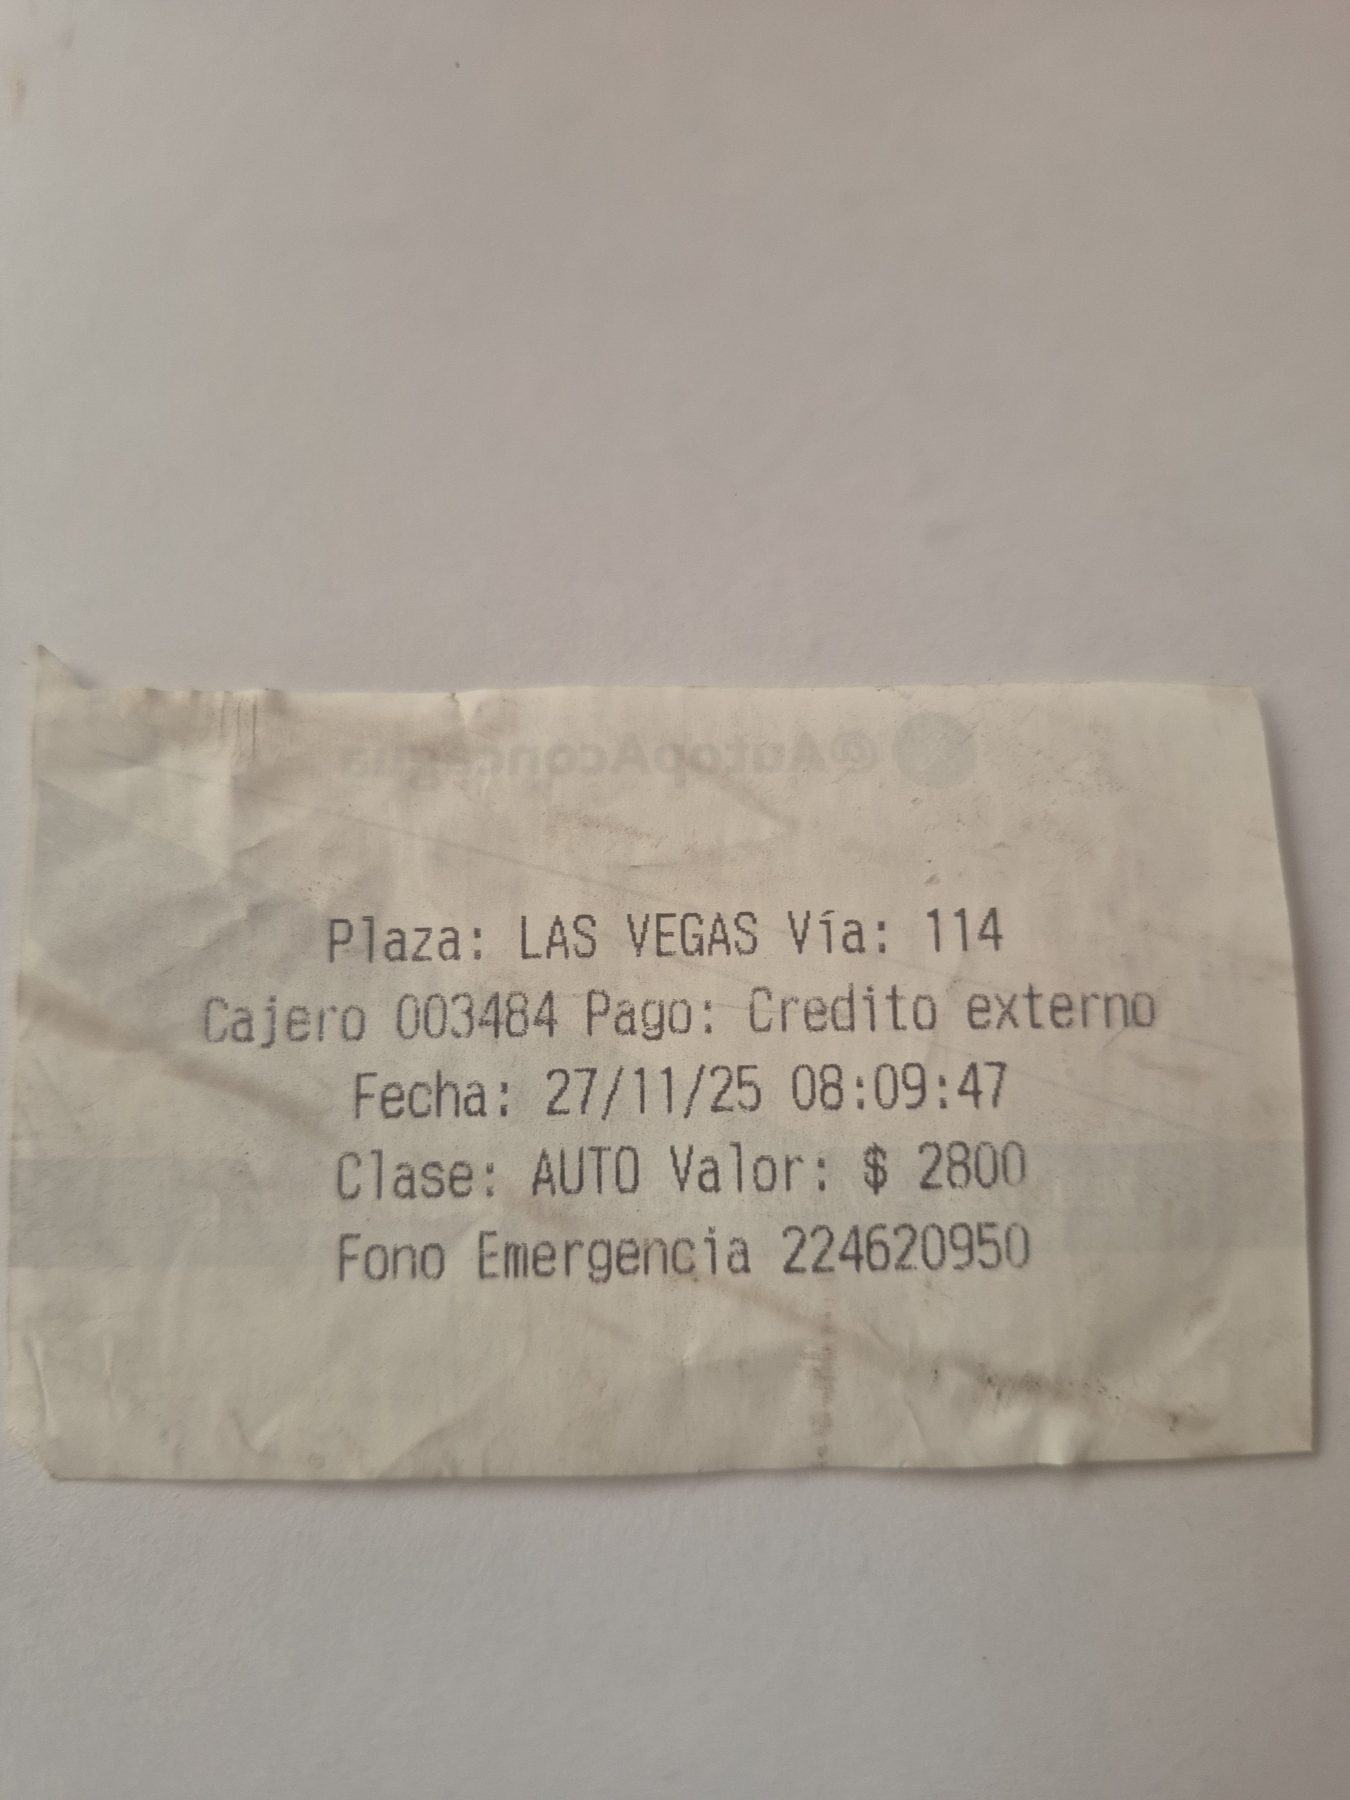 @AutopAconcagua
Plaza: LAS VEGAS Vía: 114
Cajero 003484 Pago: Credito externo
Fecha: 27/11/25 08:09:47
Clase: AUTO Valor: $ 2800
Fono Emergencia 224620950